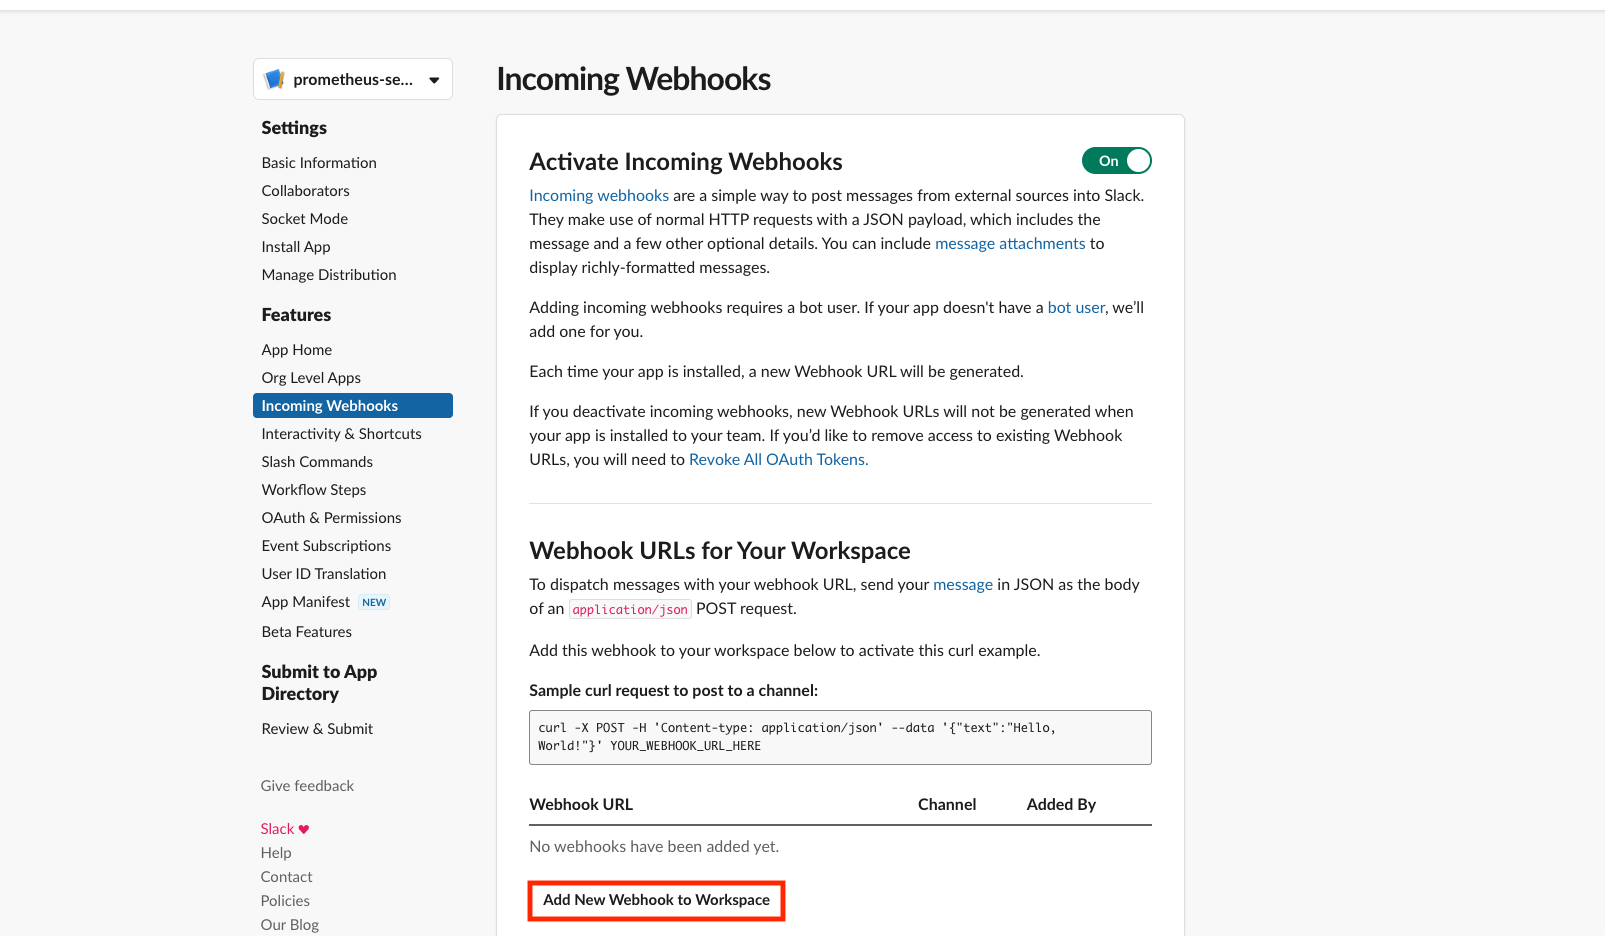 prometheus-se...
Settings
Basic Information
Collaborators
Socket Mode
Install App
Manage Distribution
Features
App Home
Org Level Apps
Incoming Webhooks
Interactivity & Shortcuts
Slash Commands
Workflow Steps
OAuth & Permissions
Event Subscriptions
User ID Translation
App Manifest NEW
Beta Features
Submit to App
Directory
Review & Submit
Give feedback
Slack ♥
Help
Contact
Policies
Our Blog
Incoming Webhooks
Activate Incoming Webhooks
On
Incoming webhooks are a simple way to post messages from external sources into Slack.
They make use of normal HTTP requests with a JSON payload, which includes the
message and a few other optional details. You can include message attachments to
display richly-formatted messages.
Adding incoming webhooks requires a bot user. If your app doesn't have a bot user, we’ll
add one for you.
Each time your app is installed, a new Webhook URL will be generated.
If you deactivate incoming webhooks, new Webhook URLs will not be generated when
your app is installed to your team. If you’d like to remove access to existing Webhook
URLs, you will need to Revoke All OAuth Tokens.
Webhook URLs for Your Workspace
To dispatch messages with your webhook URL, send your message in JSON as the body
of an application/json POST request.
Add this webhook to your workspace below to activate this curl example.
Sample curl request to post to a channel:
curl -X POST -H 'Content-type: application/json' --data '{"text":"Hello,
World!"}' YOUR_WEBHOOK_URL_HERE
Webhook URL Channel Added By
No webhooks have been added yet.
Add New Webhook to Workspace